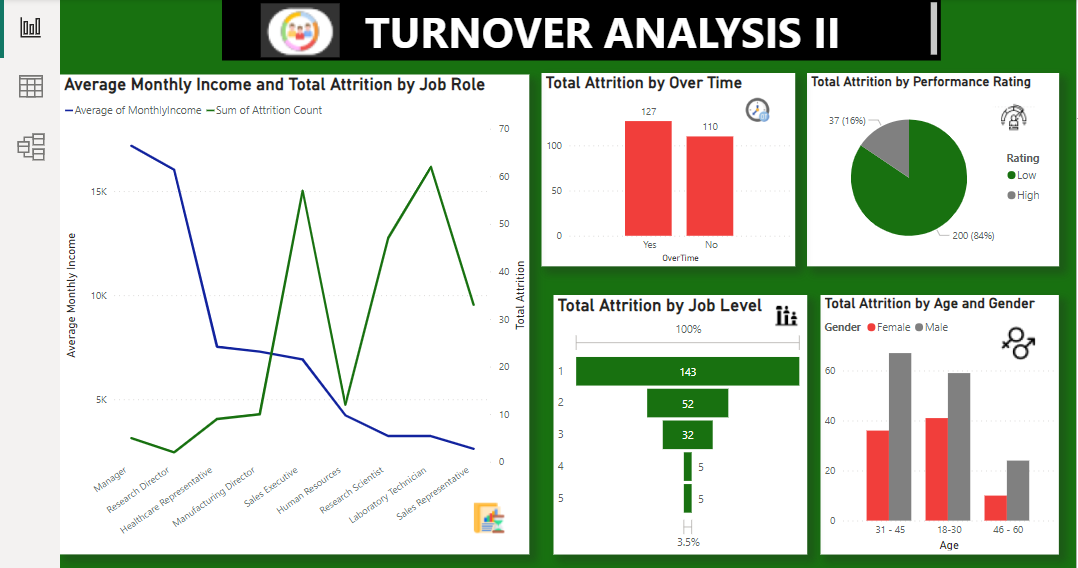 TURNOVER ANALYSIS II
Average Monthly Income and Total Attrition by Job Role
Average of MonthlyIncome Sum of Attrition Count
Average Monthly Income
15K
10K
5K
70
60
50
40
30
20
10
0
Total Attrition
Manager
Research Director
Healthcare Representative
Manufacturing Director
Sales Executive
Human Resources
Research Scientist
Laboratory Technician
Sales Representative
Total Attrition by Over Time
127
110
100
50
0
Yes No
OverTime
Total Attrition by Performance Rating
37 (16%)
200 (84%)
Rating
Low
High
Total Attrition by Job Level
100%
1 143
2 52
3 32
4 5
5 5
3.5%
Total Attrition by Age and Gender
Gender Female Male
60
40
20
0
31 - 45 18-30 46 - 60
Age